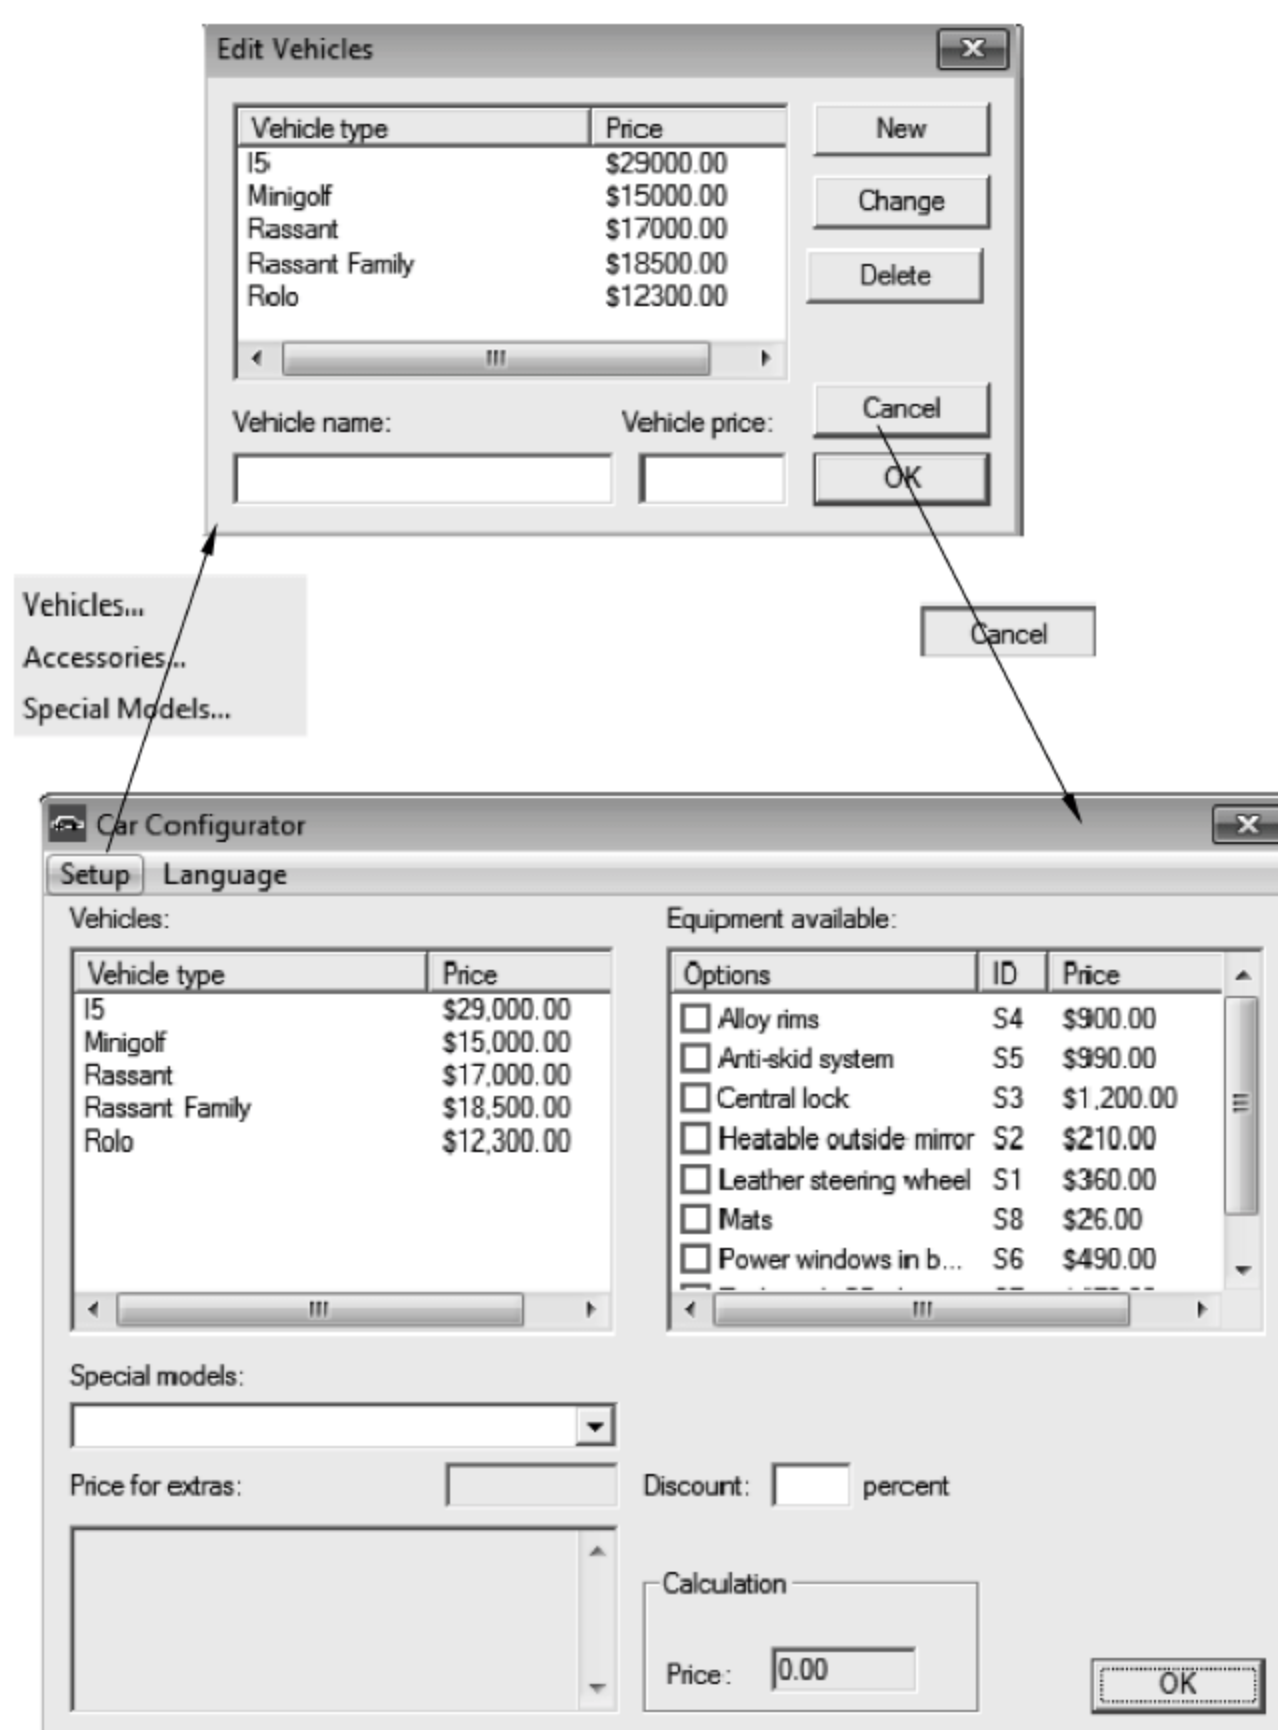 Edit Vehicles
Vehicle type Price
I5 $29000.00
Minigolf $15000.00
Rassant $17000.00
Rassant Family $18500.00
Rolo $12300.00
New
Change
Delete
Cancel
OK
Vehicle name: Vehicle price:
Vehicles...
Accessories...
Special Models...
Cancel
Car Configurator
Setup Language
Vehicles:
Vehicle type Price
I5 $29,000.00
Minigolf $15,000.00
Rassant $17,000.00
Rassant Family $18,500.00
Rolo $12,300.00
Equipment available:
Options ID Price
Alloy rims S4 $900.00
Anti-skid system S5 $990.00
Central lock S3 $1,200.00
Heatable outside mirror S2 $210.00
Leather steering wheel S1 $360.00
Mats S8 $26.00
Power windows in b... S6 $490.00
Special models:
Price for extras:
Discount: percent
Calculation
Price: 0.00
OK